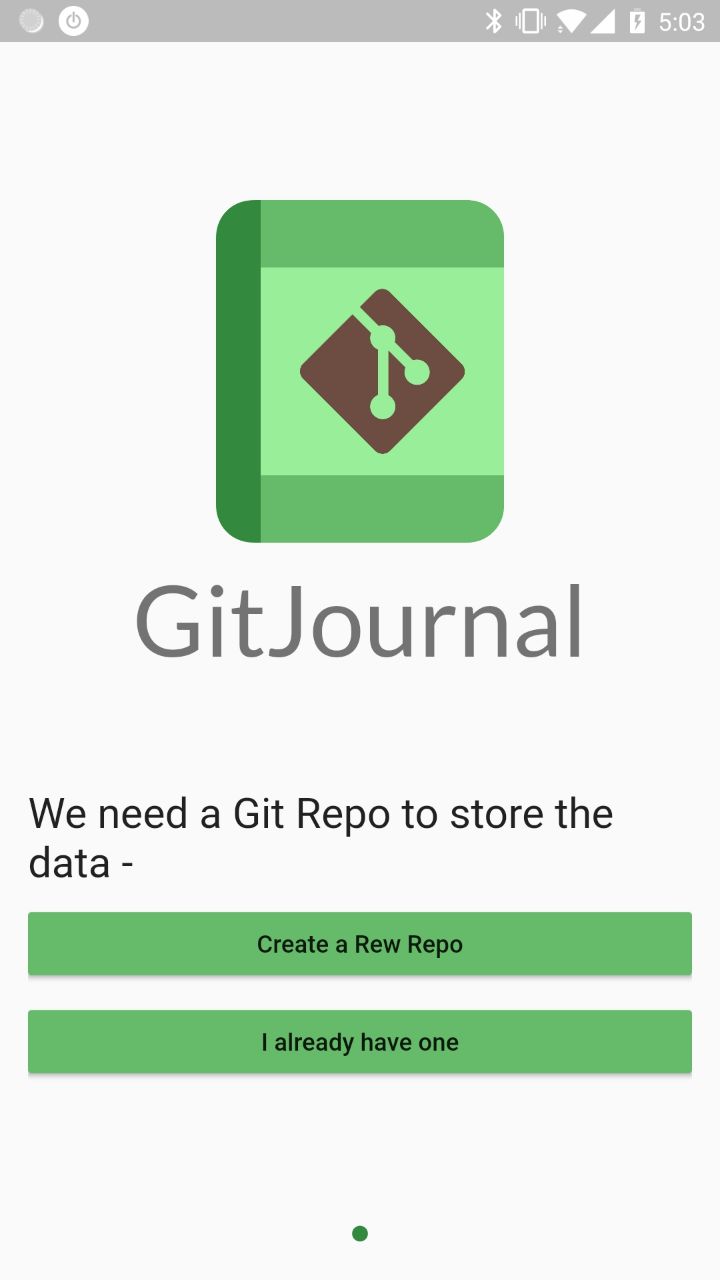 5:03
GitJournal
We need a Git Repo to store the
data -
Create a Rew Repo
I already have one